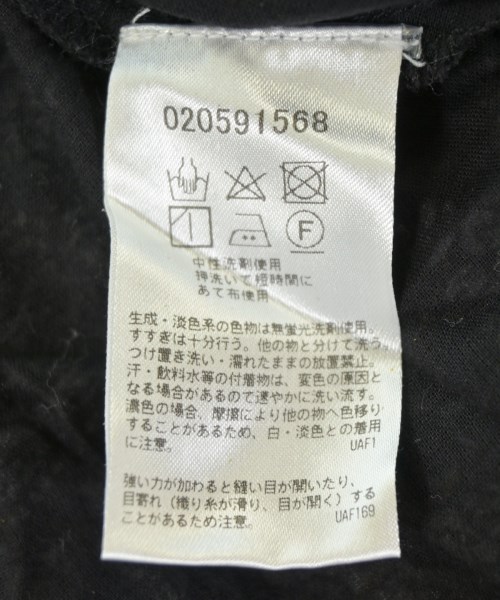 020591568
F
中性洗剤使用
押洗いで短時間に
あて布使用
生成・淡色系の色物は無蛍光洗剤使用。
すすぎは十分行う。他の物と分けて洗う。
つけ置き洗い・濡れたままの放置禁止。
汗・飲料水等の付着物は、変色の原因と
なる場合があるので速やかに洗い流す。
濃色の場合、摩擦により他の物へ色移り
することがあるため、白・淡色との着用
に注意。 UAF1
強い力が加わると縫い目が開いたり、
目寄れ（織り糸が滑り、目が開く）する
ことがあるため注意。 UAF169